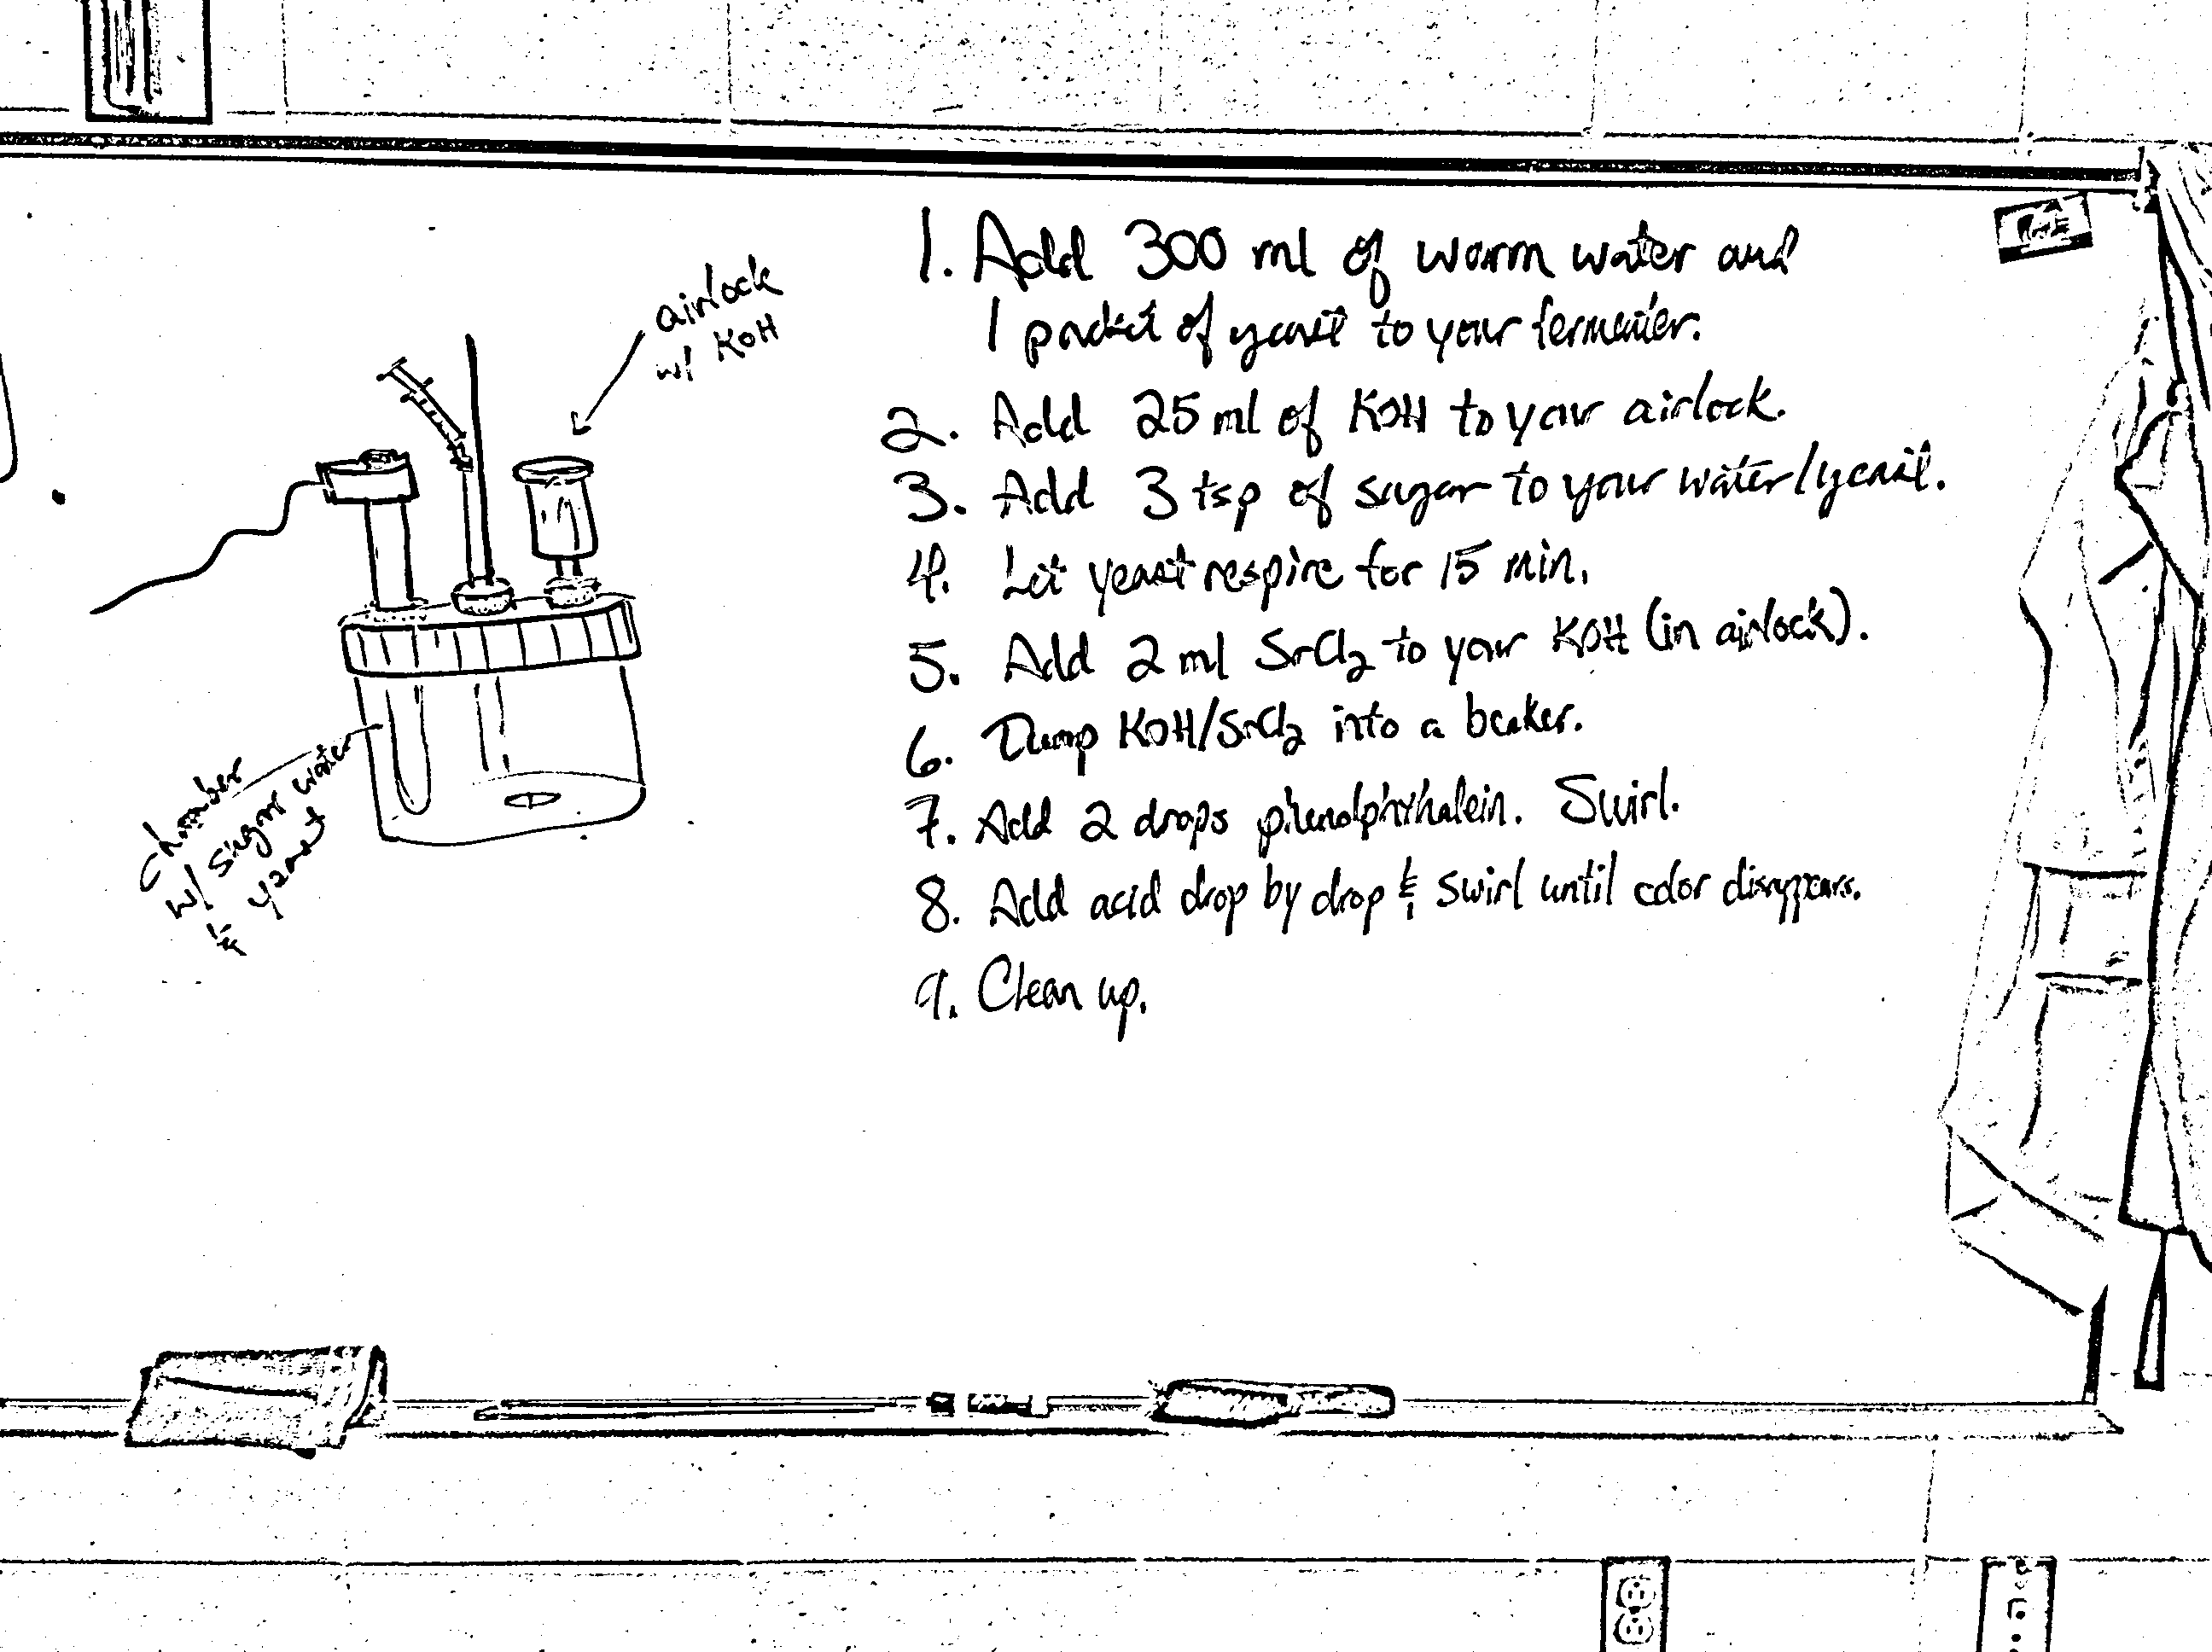 airlock
w/ KOH
chamber
w/ sugar water
& yeast
1. Add 300 ml of warm water and
1 packet of yeast to your fermenter.
2. Add 25 ml of KOH to your airlock.
3. Add 3 tsp of sugar to your water/yeast.
4. Let yeast respire for 15 min.
5. Add 2 ml SrCl₂ to your KOH (in airlock).
6. Dump KOH/SrCl₂ into a beaker.
7. Add 2 drops phenolphthalein. Swirl.
8. Add acid drop by drop & swirl until color disappears.
9. Clean up.